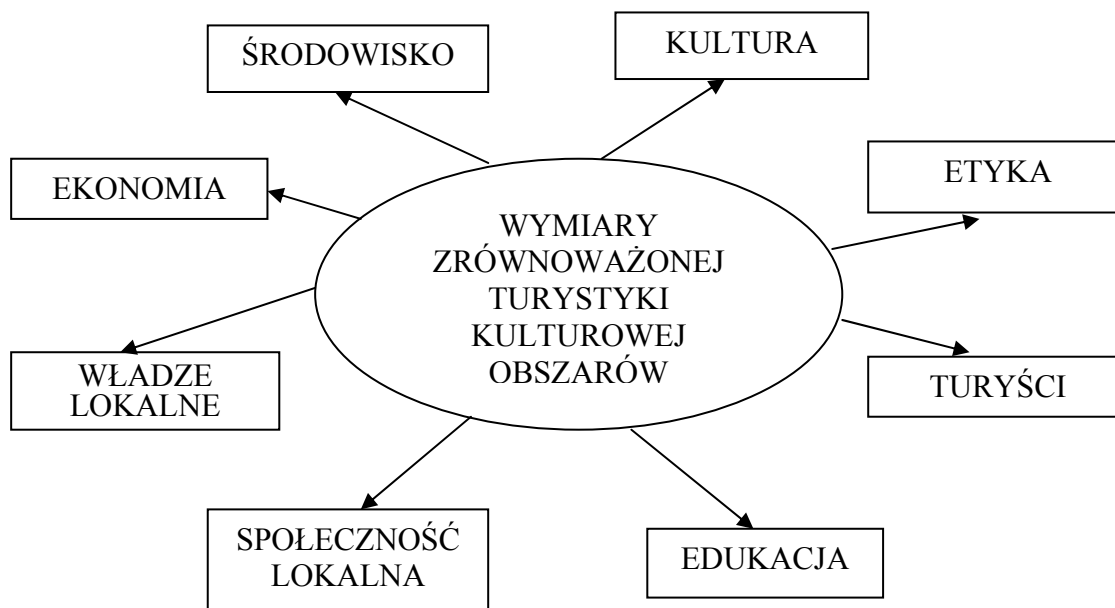 ŚRODOWISKO
KULTURA
EKONOMIA
ETYKA
WYMIARY
ZRÓWNOWAŻONEJ
TURYSTYKI
KULTUROWEJ
OBSZARÓW
WŁADZE
LOKALNE
TURYŚCI
SPOŁECZNOŚĆ
LOKALNA
EDUKACJA